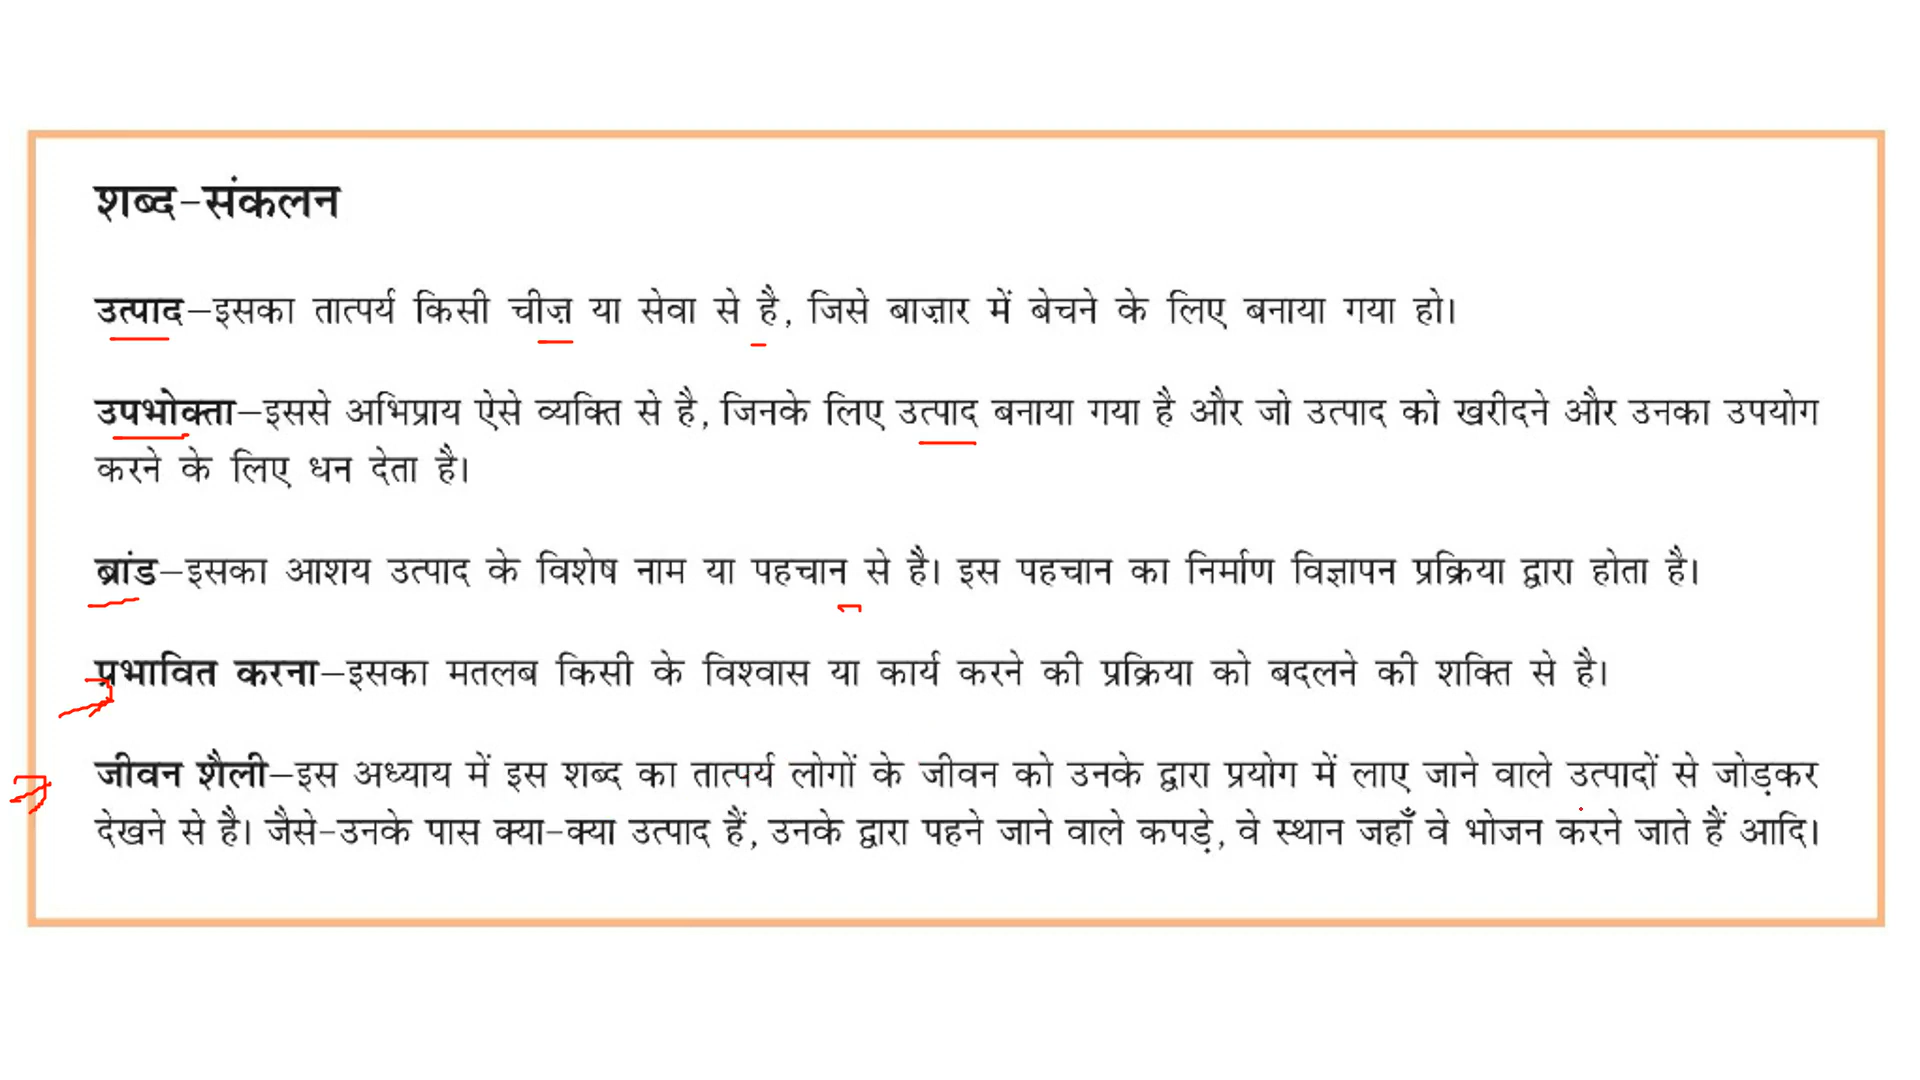 शब्द-संकलन
उत्पाद–इसका तात्पर्य किसी चीज़ या सेवा से है, जिसे बाज़ार में बेचने के लिए बनाया गया हो।
उपभोक्ता–इससे अभिप्राय ऐसे व्यक्ति से है, जिनके लिए उत्पाद बनाया गया है और जो उत्पाद को खरीदने और उनका उपयोग
करने के लिए धन देता है।
ब्रांड–इसका आशय उत्पाद के विशेष नाम या पहचान से है। इस पहचान का निर्माण विज्ञापन प्रक्रिया द्वारा होता है।
प्रभावित करना–इसका मतलब किसी के विश्वास या कार्य करने की प्रक्रिया को बदलने की शक्ति से है।
जीवन शैली–इस अध्याय में इस शब्द का तात्पर्य लोगों के जीवन को उनके द्वारा प्रयोग में लाए जाने वाले उत्पादों से जोड़कर
देखने से है। जैसे-उनके पास क्या-क्या उत्पाद हैं, उनके द्वारा पहने जाने वाले कपड़े, वे स्थान जहाँ वे भोजन करने जाते हैं आदि।